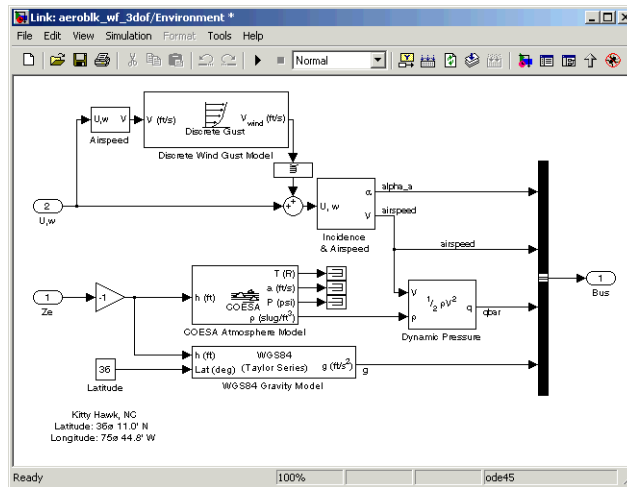 Link: aeroblk_wf_3dof/Environment *
File Edit View Simulation Format Tools Help
Normal
U,w V
Airspeed
V (ft/s) V wind (ft/s)
Discrete Gust
Discrete Wind Gust Model
2
U,w
++
U, w
α
V
Incidence
& Airspeed
alpha_a
airspeed
airspeed
1
Ze
-1
h (ft)
COESA
T (R)
a (ft/s)
P (psi)
ρ (slug/ft³)
COESA Atmosphere Model
V
ρ
½ ρV²
q
Dynamic Pressure
qbar
1
Bus
36
Latitude
h (ft)
Lat (deg)
WGS84
(Taylor Series)
g (ft/s²)
WGS84 Gravity Model
g
Kitty Hawk, NC
Latitude: 36ø 11.0' N
Longitude: 75ø 44.8' W
Ready 100% ode45